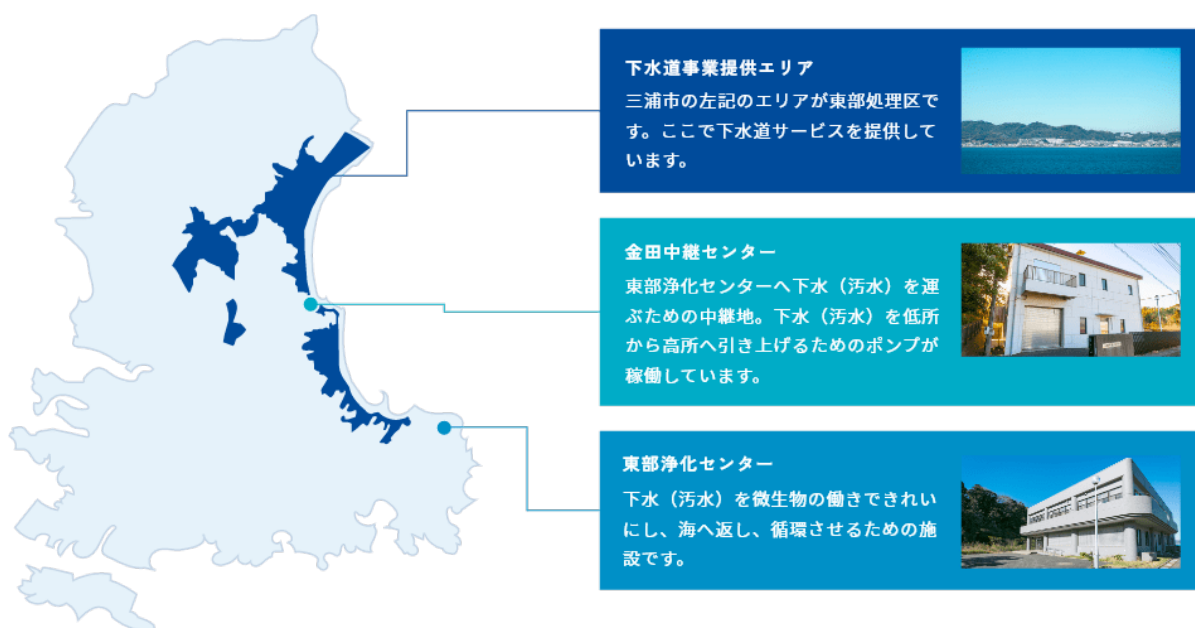 下水道事業提供エリア
三浦市の左記のエリアが東部処理区で
す。ここで下水道サービスを提供して
います。
金田中継センター
東部浄化センターへ下水（汚水）を運
ぶための中継地。下水（汚水）を低所
から高所へ引き上げるためのポンプが
稼働しています。
東部浄化センター
下水（汚水）を微生物の働きできれい
にし、海へ返し、循環させるための施
設です。